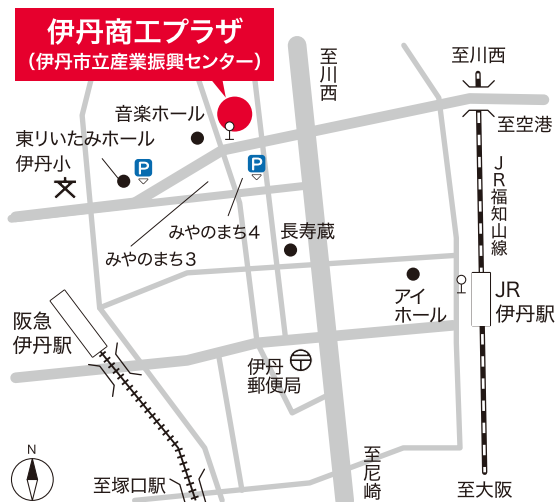 伊丹商工プラザ
（伊丹市立産業振興センター）
至川西
至川西
音楽ホール
至空港
東リいたみホール
P
P
伊丹小
JR福知山線
みやのまち4
長寿蔵
みやのまち3
アイ
ホール
JR
伊丹駅
阪急
伊丹駅
伊丹
郵便局
N
至塚口駅
至尼崎
至大阪